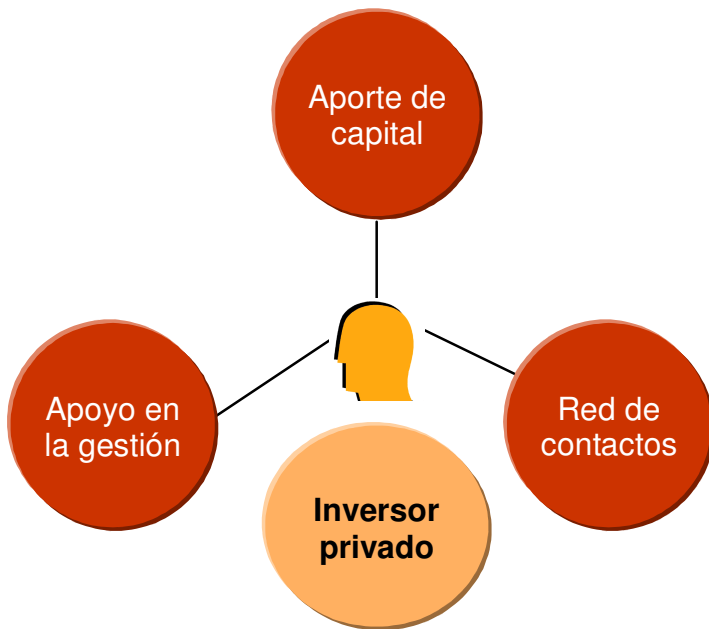 Aporte de
capital
Apoyo en
la gestión
Red de
contactos
Inversor
privado